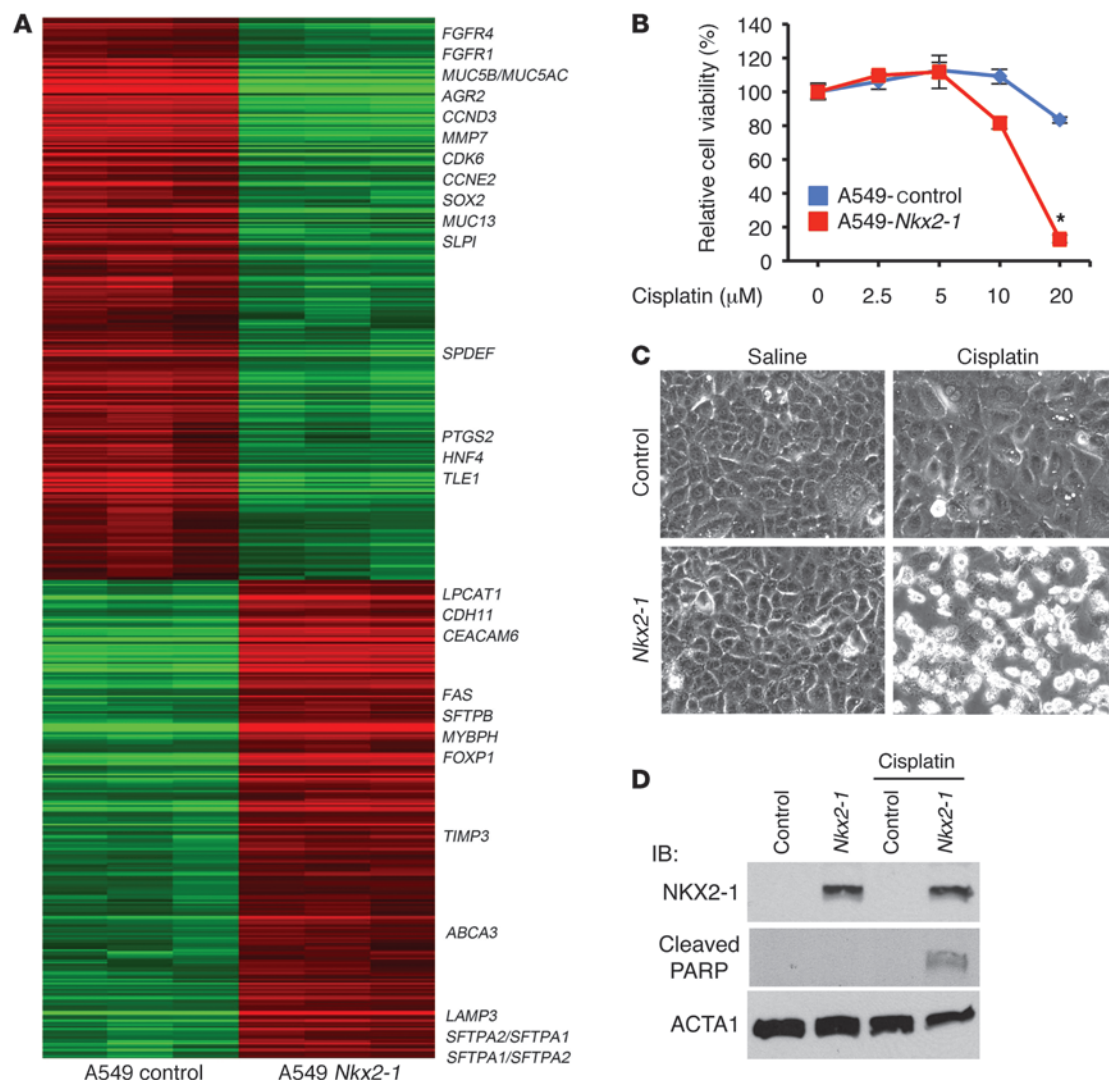 A
FGFR4
FGFR1
MUC5B/MUC5AC
AGR2
CCND3
MMP7
CDK6
CCNE2
SOX2
MUC13
SLPI
SPDEF
PTGS2
HNF4
TLE1
LPCAT1
CDH11
CEACAM6
FAS
SFTPB
MYBPH
FOXP1
TIMP3
ABCA3
LAMP3
SFTPA2/SFTPA1
SFTPA1/SFTPA2
A549 control
A549 Nkx2-1
B
Relative cell viability (%)
140
120
100
80
60
40
20
0
A549-control
A549-Nkx2-1
*
Cisplatin (μM)
0 2.5 5 10 20
C
Saline
Cisplatin
Control
Nkx2-1
D
Cisplatin
Control
Nkx2-1
Control
Nkx2-1
IB:
NKX2-1
Cleaved
PARP
ACTA1